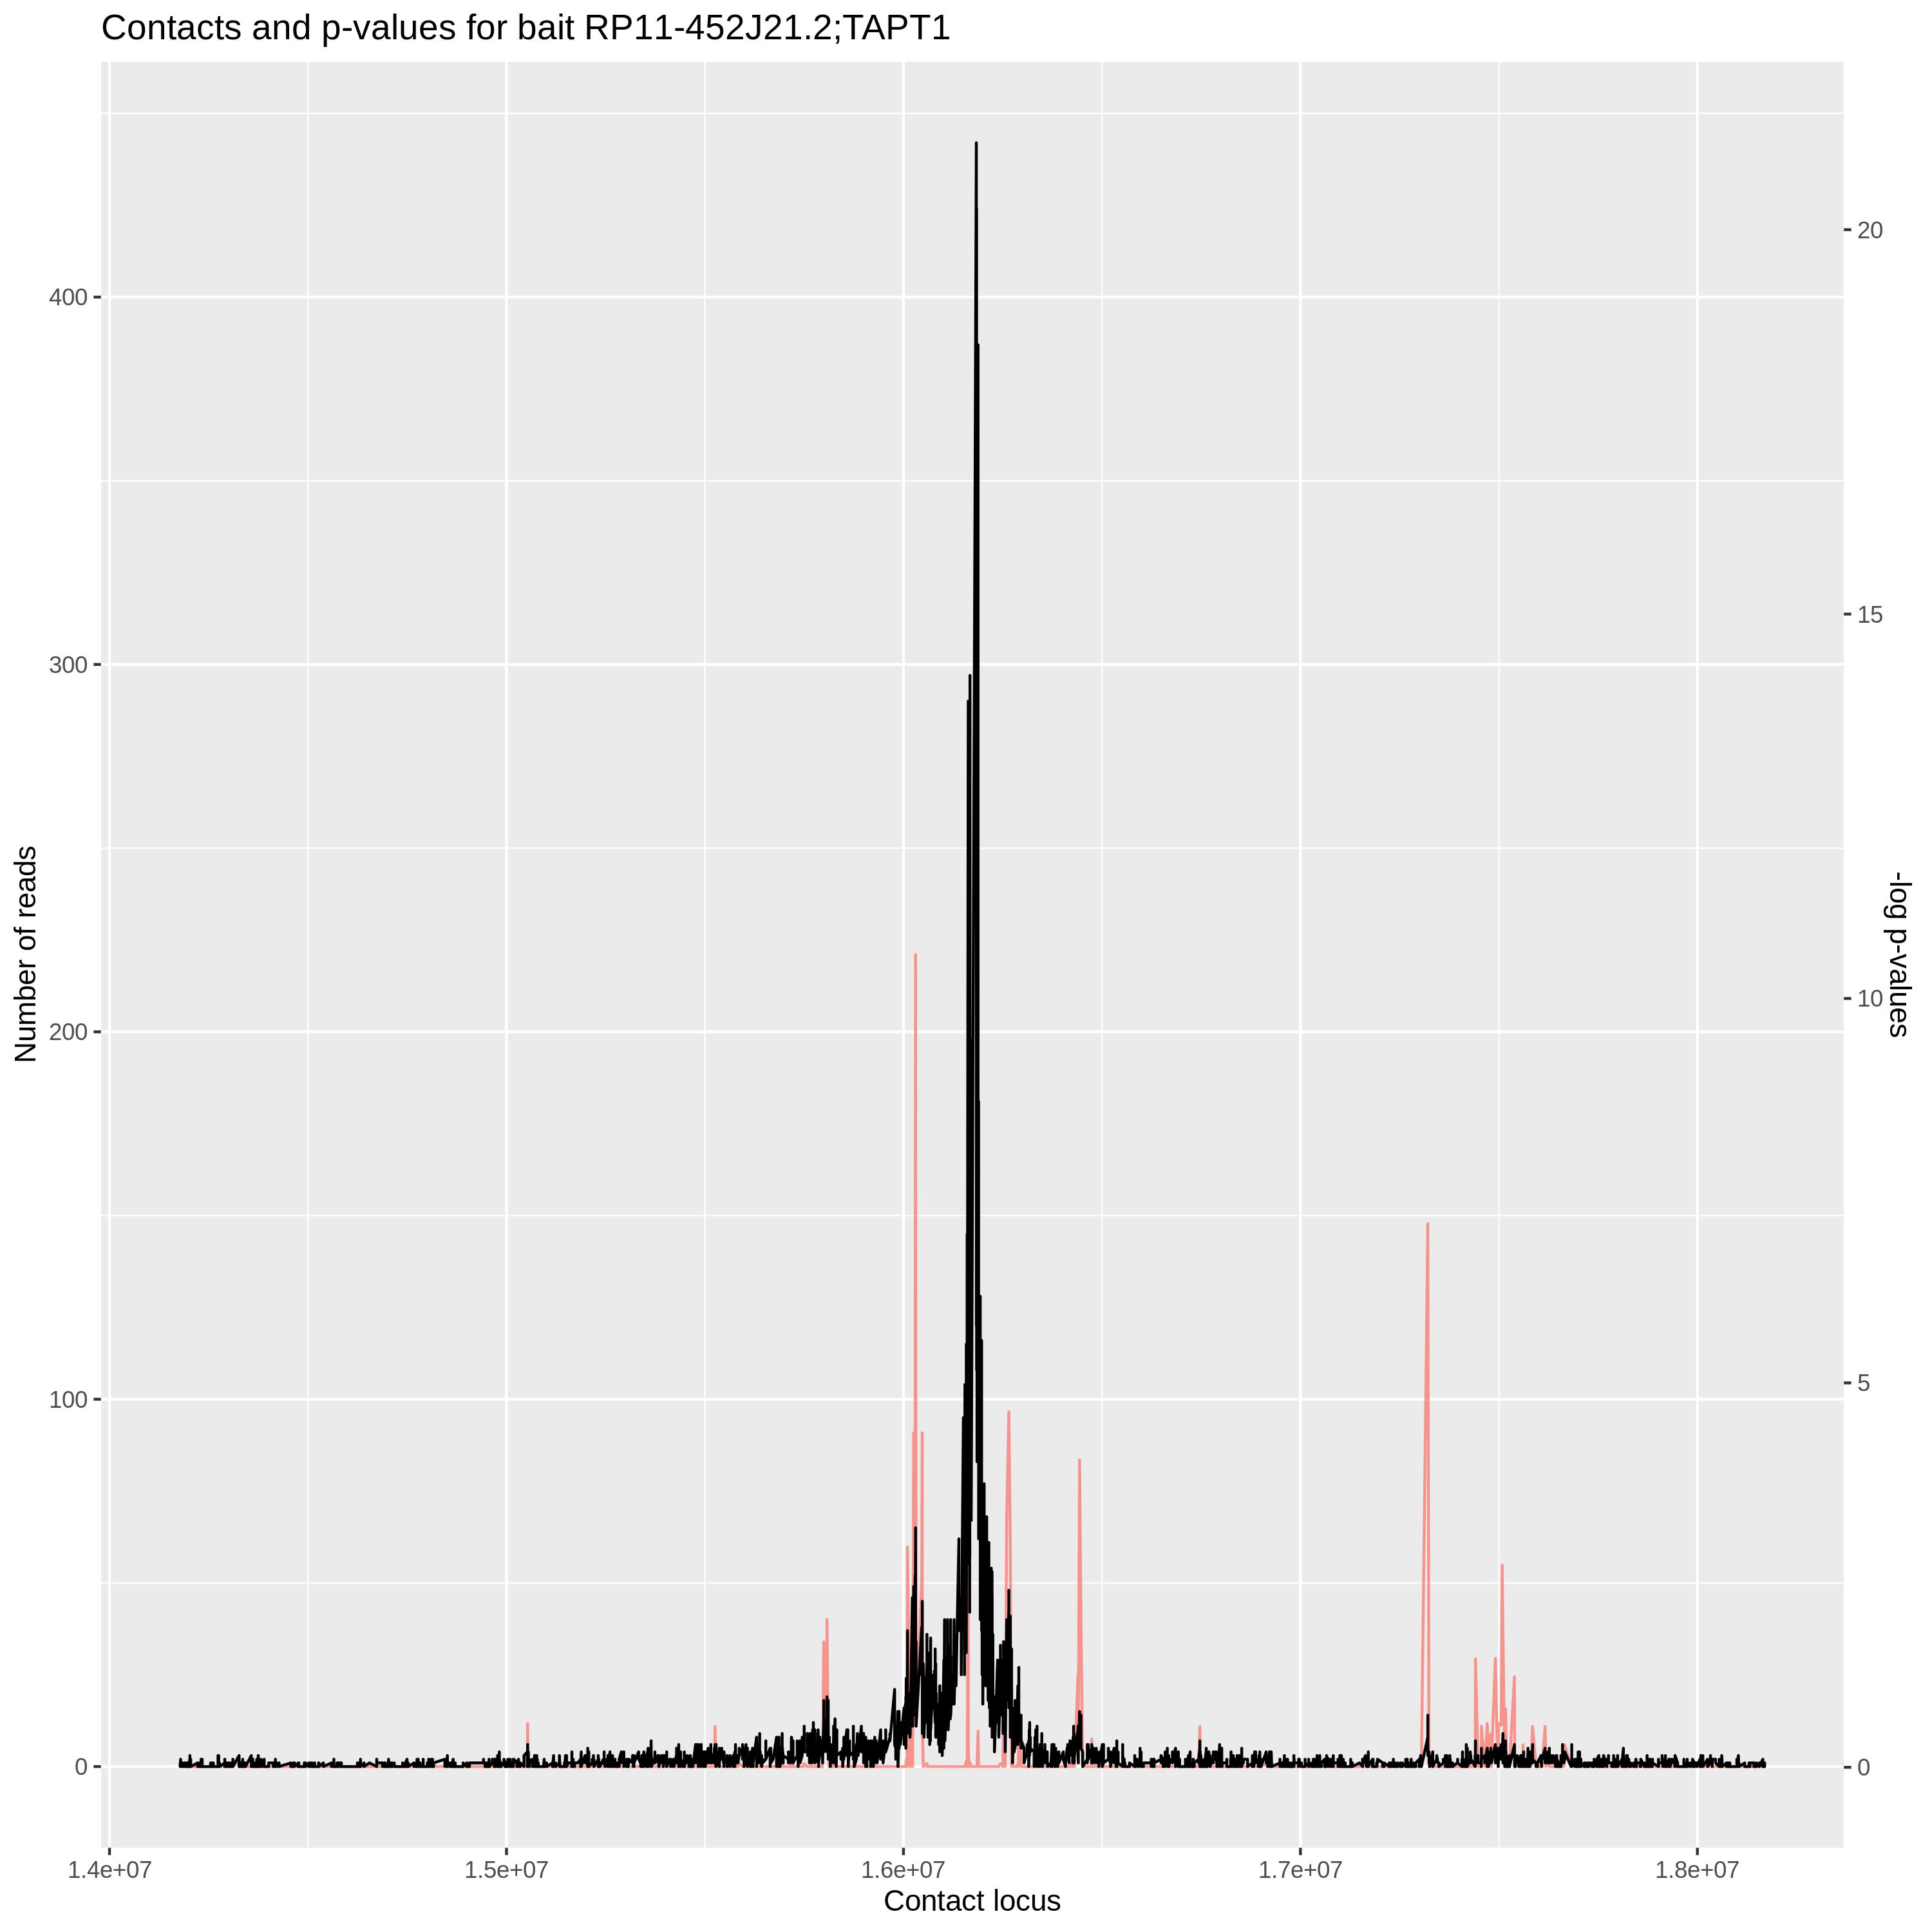 Contacts and p-values for bait RP11-452J21.2;TAPT1
Number of reads
400
300
200
100
0
20
15
10
5
0
-log p-values
1.4e+07
1.5e+07
1.6e+07
1.7e+07
1.8e+07
Contact locus